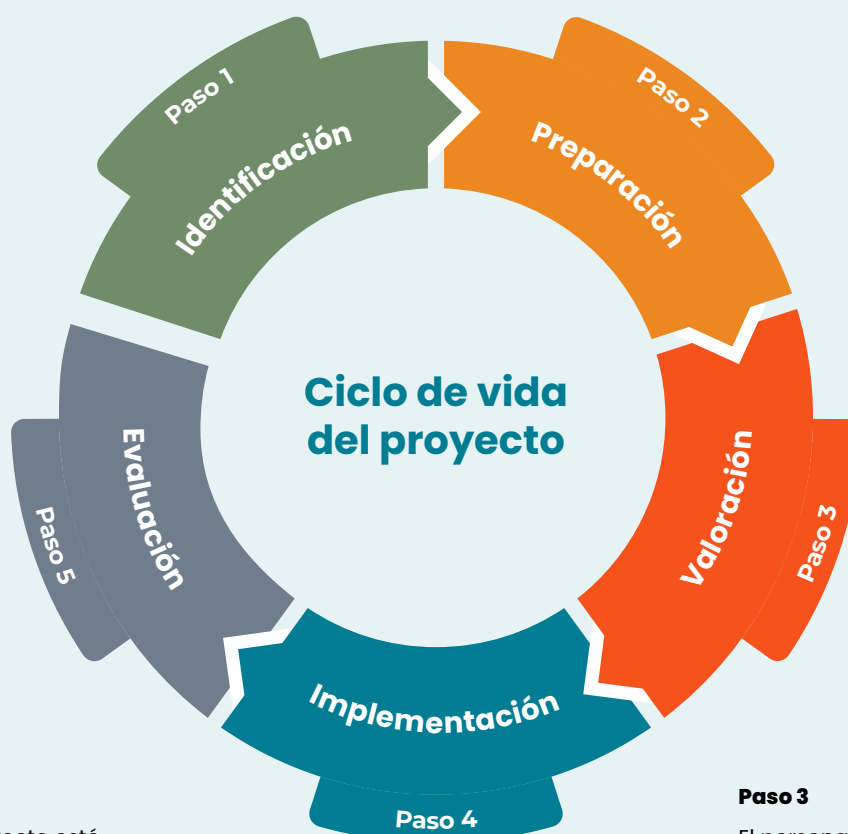 Paso 1
Identificación
Paso 2
Preparación
Ciclo de vida
del proyecto
Valoración
Paso 3
Evaluación
Paso 5
Implementación
Paso 4
Paso 3